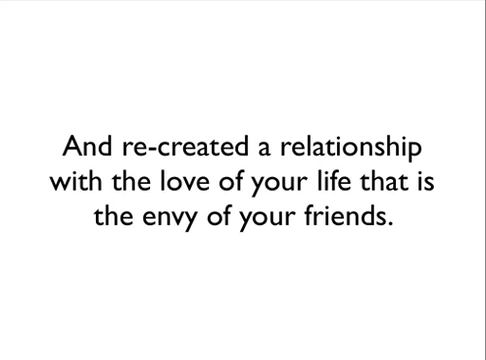 And re-created a relationship
with the love of your life that is
the envy of your friends.